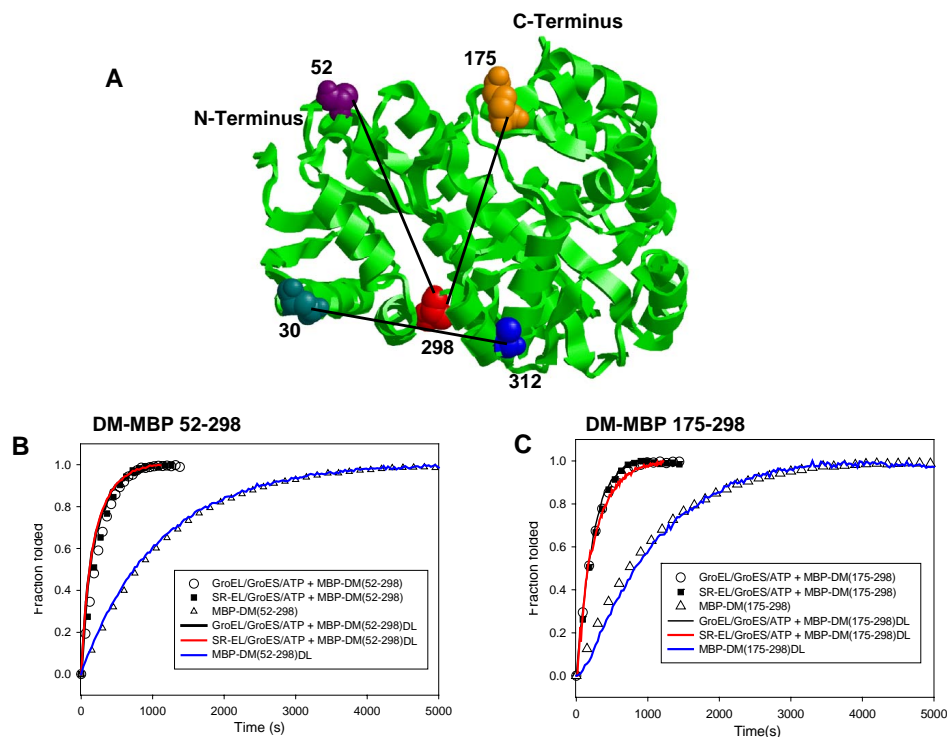 A
C-Terminus
52
175
N-Terminus
30
298
312
B
DM-MBP 52-298
Fraction folded
1.0
0.8
0.6
0.4
0.2
0.0
GroEL/GroES/ATP + MBP-DM(52-298)
SR-EL/GroES/ATP + MBP-DM(52-298)
MBP-DM(52-298)
GroEL/GroES/ATP + MBP-DM(52-298)DL
SR-EL/GroES/ATP + MBP-DM(52-298)DL
MBP-DM(52-298)DL
0 1000 2000 3000 4000 5000
Time (s)
C
DM-MBP 175-298
Fraction folded
1.0
0.8
0.6
0.4
0.2
0.0
GroEL/GroES/ATP + MBP-DM(175-298)
SR-EL/GroES/ATP + MBP-DM(175-298)
MBP-DM(175-298)
GroEL/GroES/ATP + MBP-DM(175-298)DL
SR-EL/GroES/ATP + MBP-DM(175-298)DL
MBP-DM(175-298)DL
0 1000 2000 3000 4000 5000
Time(s)